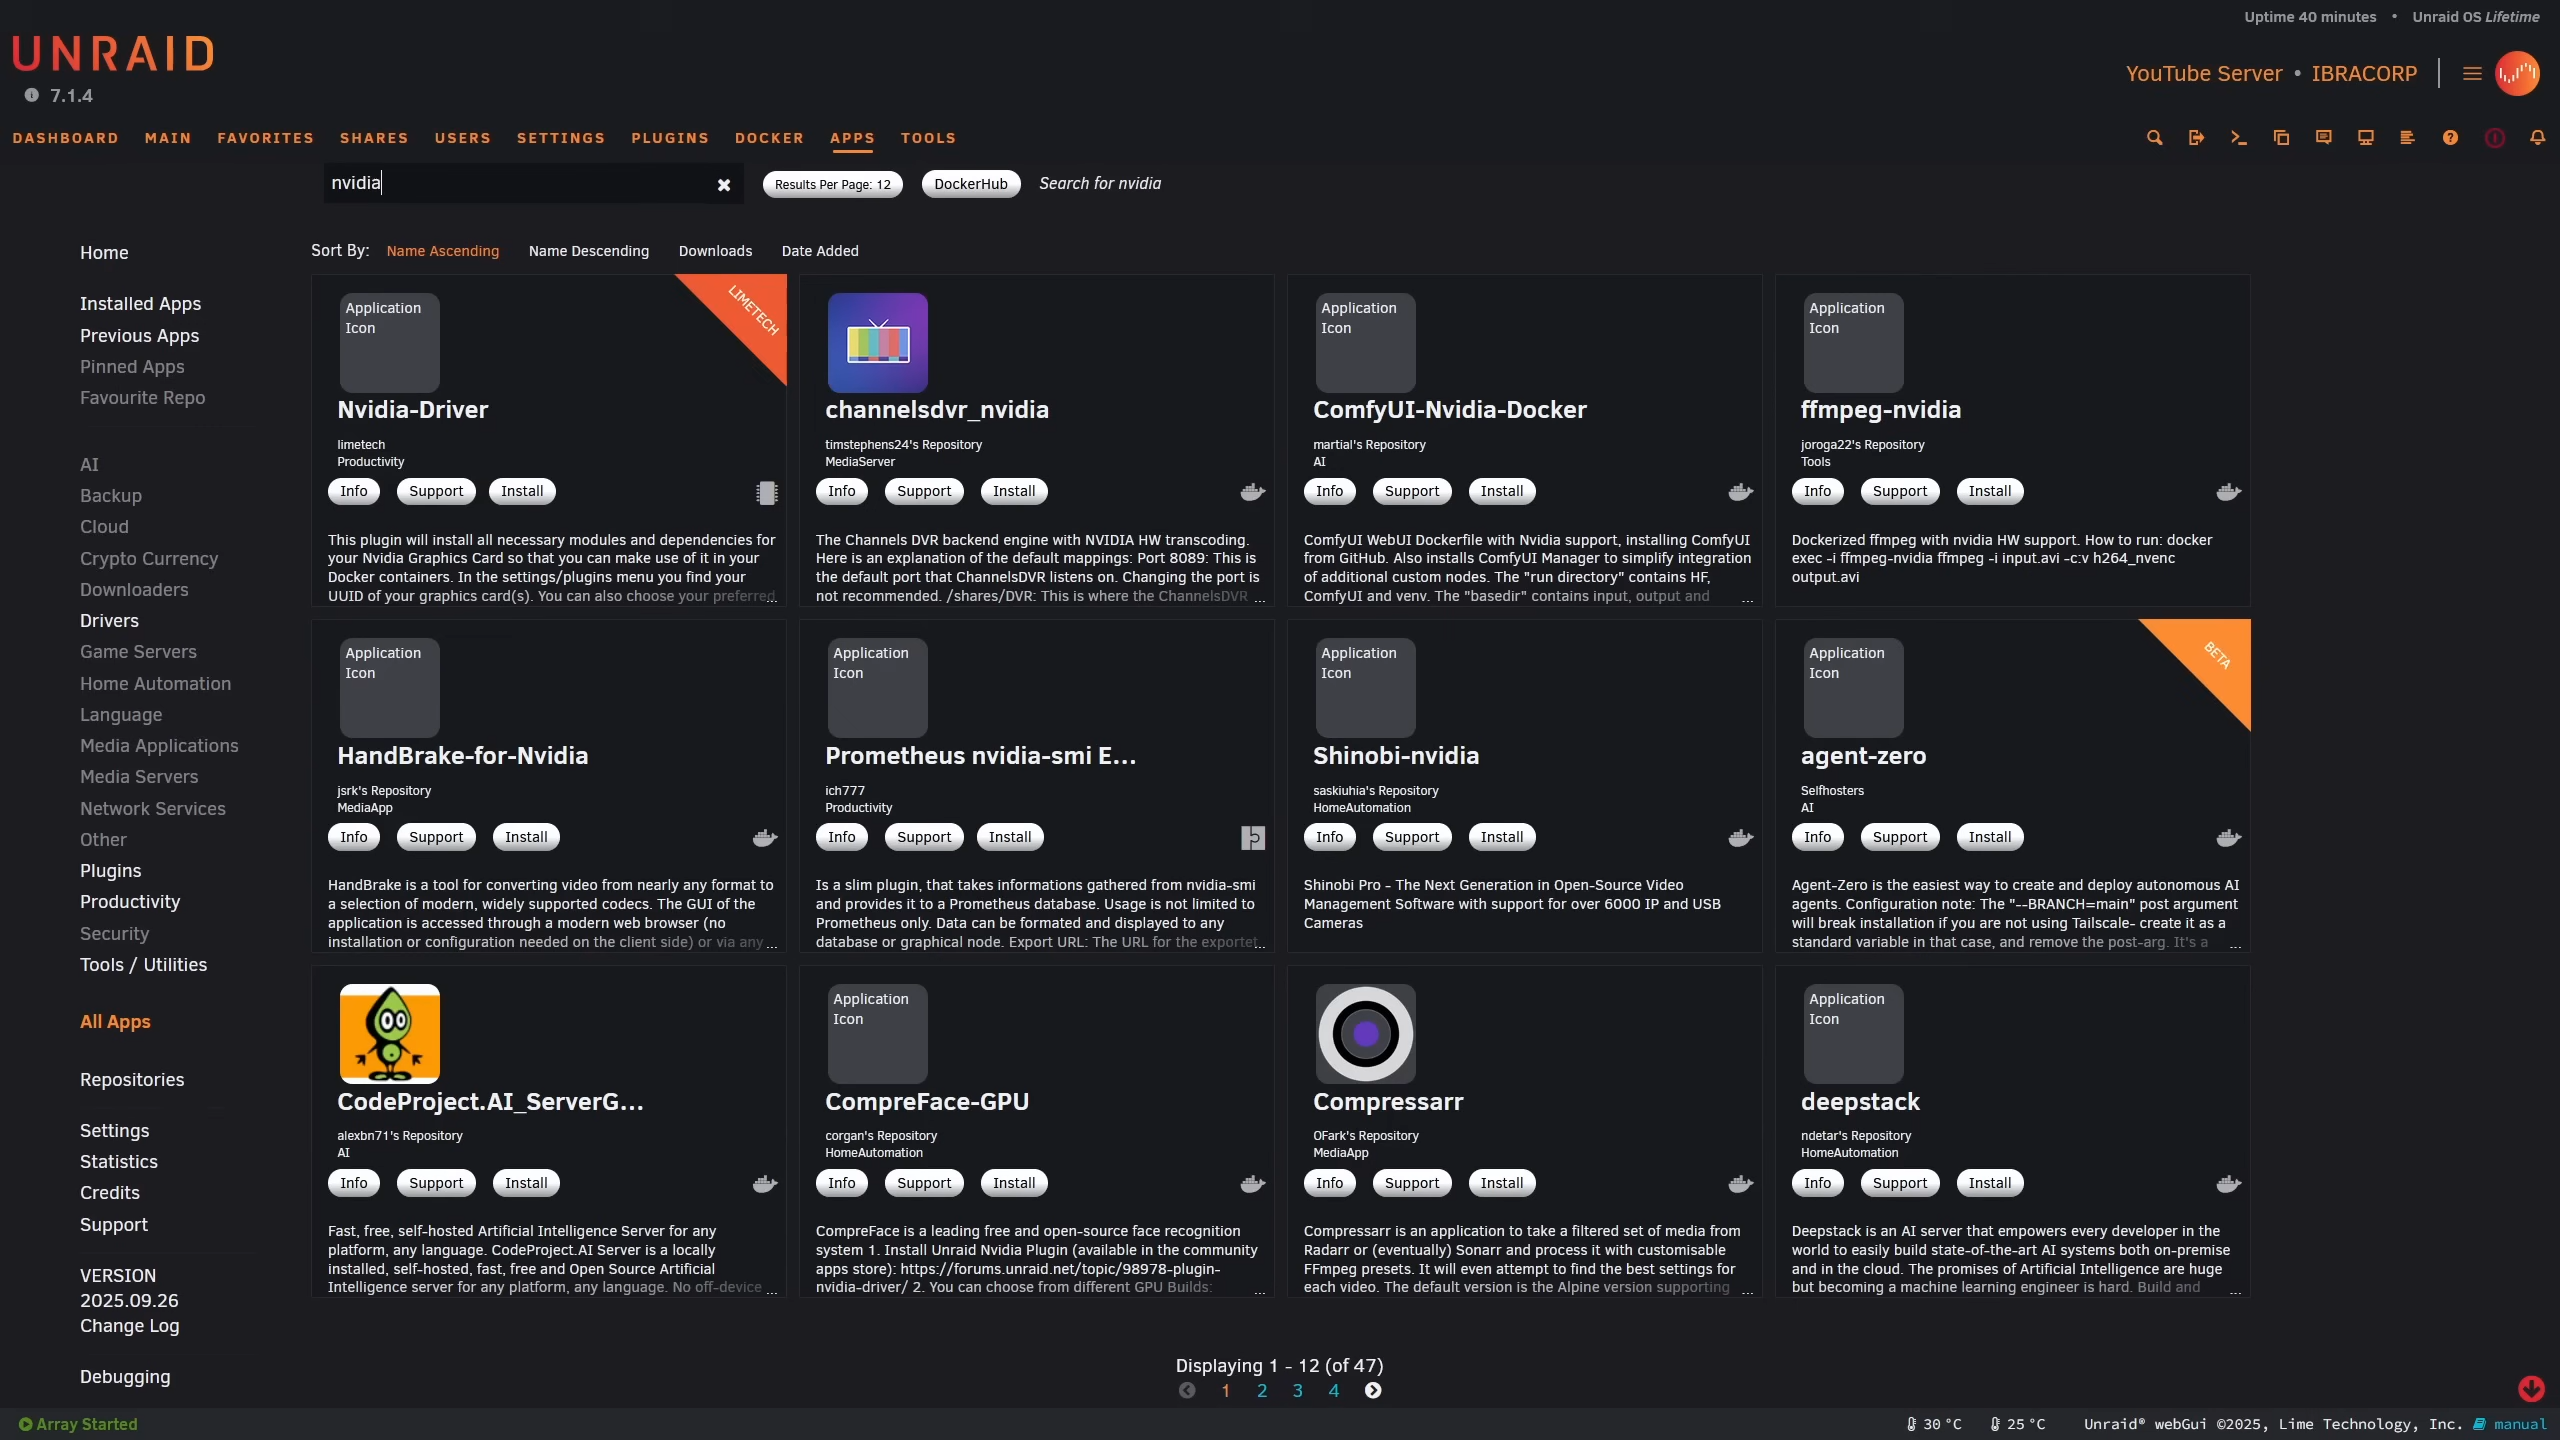 Uptime 40 minutes • Unraid OS Lifetime
UNRAID
7.1.4
YouTube Server • IBRACORP
DASHBOARD MAIN FAVORITES SHARES USERS SETTINGS PLUGINS DOCKER APPS TOOLS
nvidia
Results Per Page: 12
DockerHub
Search for nvidia
Home
Installed Apps
Previous Apps
Pinned Apps
Favourite Repo
AI
Backup
Cloud
Crypto Currency
Downloaders
Drivers
Game Servers
Home Automation
Language
Media Applications
Media Servers
Network Services
Other
Plugins
Productivity
Security
Tools / Utilities
All Apps
Repositories
Settings
Statistics
Credits
Support
VERSION
2025.09.26
Change Log
Debugging
Sort By: Name Ascending Name Descending Downloads Date Added
Application
Icon
LIMETECH
Nvidia-Driver
limetech
Productivity
Info Support Install
This plugin will install all necessary modules and dependencies for
your Nvidia Graphics Card so that you can make use of it in your
Docker containers. In the settings/plugins menu you find your
UUID of your graphics card(s). You can also choose your preferred...
channelsdvr_nvidia
timstephens24's Repository
MediaServer
Info Support Install
The Channels DVR backend engine with NVIDIA HW transcoding.
Here is an explanation of the default mappings: Port 8089: This is
the default port that ChannelsDVR listens on. Changing the port is
not recommended. /shares/DVR: This is where the ChannelsDVR ...
Application
Icon
ComfyUI-Nvidia-Docker
martial's Repository
AI
Info Support Install
ComfyUI WebUI Dockerfile with Nvidia support, installing ComfyUI
from GitHub. Also installs ComfyUI Manager to simplify integration
of additional custom nodes. The "run directory" contains HF,
ComfyUI and venv. The "basedir" contains input, output and ...
Application
Icon
ffmpeg-nvidia
joroga22's Repository
Tools
Info Support Install
Dockerized ffmpeg with nvidia HW support. How to run: docker
exec -i ffmpeg-nvidia ffmpeg -i input.avi -c:v h264_nvenc
output.avi
Application
Icon
HandBrake-for-Nvidia
jsrk's Repository
MediaApp
Info Support Install
HandBrake is a tool for converting video from nearly any format to
a selection of modern, widely supported codecs. The GUI of the
application is accessed through a modern web browser (no
installation or configuration needed on the client side) or via any ...
Application
Icon
Prometheus nvidia-smi E...
ich777
Productivity
Info Support Install
Is a slim plugin, that takes informations gathered from nvidia-smi
and provides it to a Prometheus database. Usage is not limited to
Prometheus only. Data can be formated and displayed to any
database or graphical node. Export URL: The URL for the exportet...
Application
Icon
Shinobi-nvidia
saskiuhia's Repository
HomeAutomation
Info Support Install
Shinobi Pro - The Next Generation in Open-Source Video
Management Software with support for over 6000 IP and USB
Cameras
Application
Icon
BETA
agent-zero
Selfhosters
AI
Info Support Install
Agent-Zero is the easiest way to create and deploy autonomous AI
agents. Configuration note: The "--BRANCH=main" post argument
will break installation if you are not using Tailscale- create it as a
standard variable in that case, and remove the post-arg. It's a ...
CodeProject.AI_ServerG...
alexbn71's Repository
AI
Info Support Install
Fast, free, self-hosted Artificial Intelligence Server for any
platform, any language. CodeProject.AI Server is a locally
installed, self-hosted, fast, free and Open Source Artificial
Intelligence server for any platform, any language. No off-device ...
Application
Icon
CompreFace-GPU
corgan's Repository
HomeAutomation
Info Support Install
CompreFace is a leading free and open-source face recognition
system 1. Install Unraid Nvidia Plugin (available in the community
apps store): https://forums.unraid.net/topic/98978-plugin-
nvidia-driver/ 2. You can choose from different GPU Builds: ...
Compressarr
OFark's Repository
MediaApp
Info Support Install
Compressarr is an application to take a filtered set of media from
Radarr or (eventually) Sonarr and process it with customisable
FFmpeg presets. It will even attempt to find the best settings for
each video. The default version is the Alpine version supporting ...
Application
Icon
deepstack
ndetar's Repository
HomeAutomation
Info Support Install
Deepstack is an AI server that empowers every developer in the
world to easily build state-of-the-art AI systems both on-premise
and in the cloud. The promises of Artificial Intelligence are huge
but becoming a machine learning engineer is hard. Build and ...
Displaying 1 - 12 (of 47)
1 2 3 4
Array Started
30 °C 25 °C Unraid® webGui ©2025, Lime Technology, Inc. manual